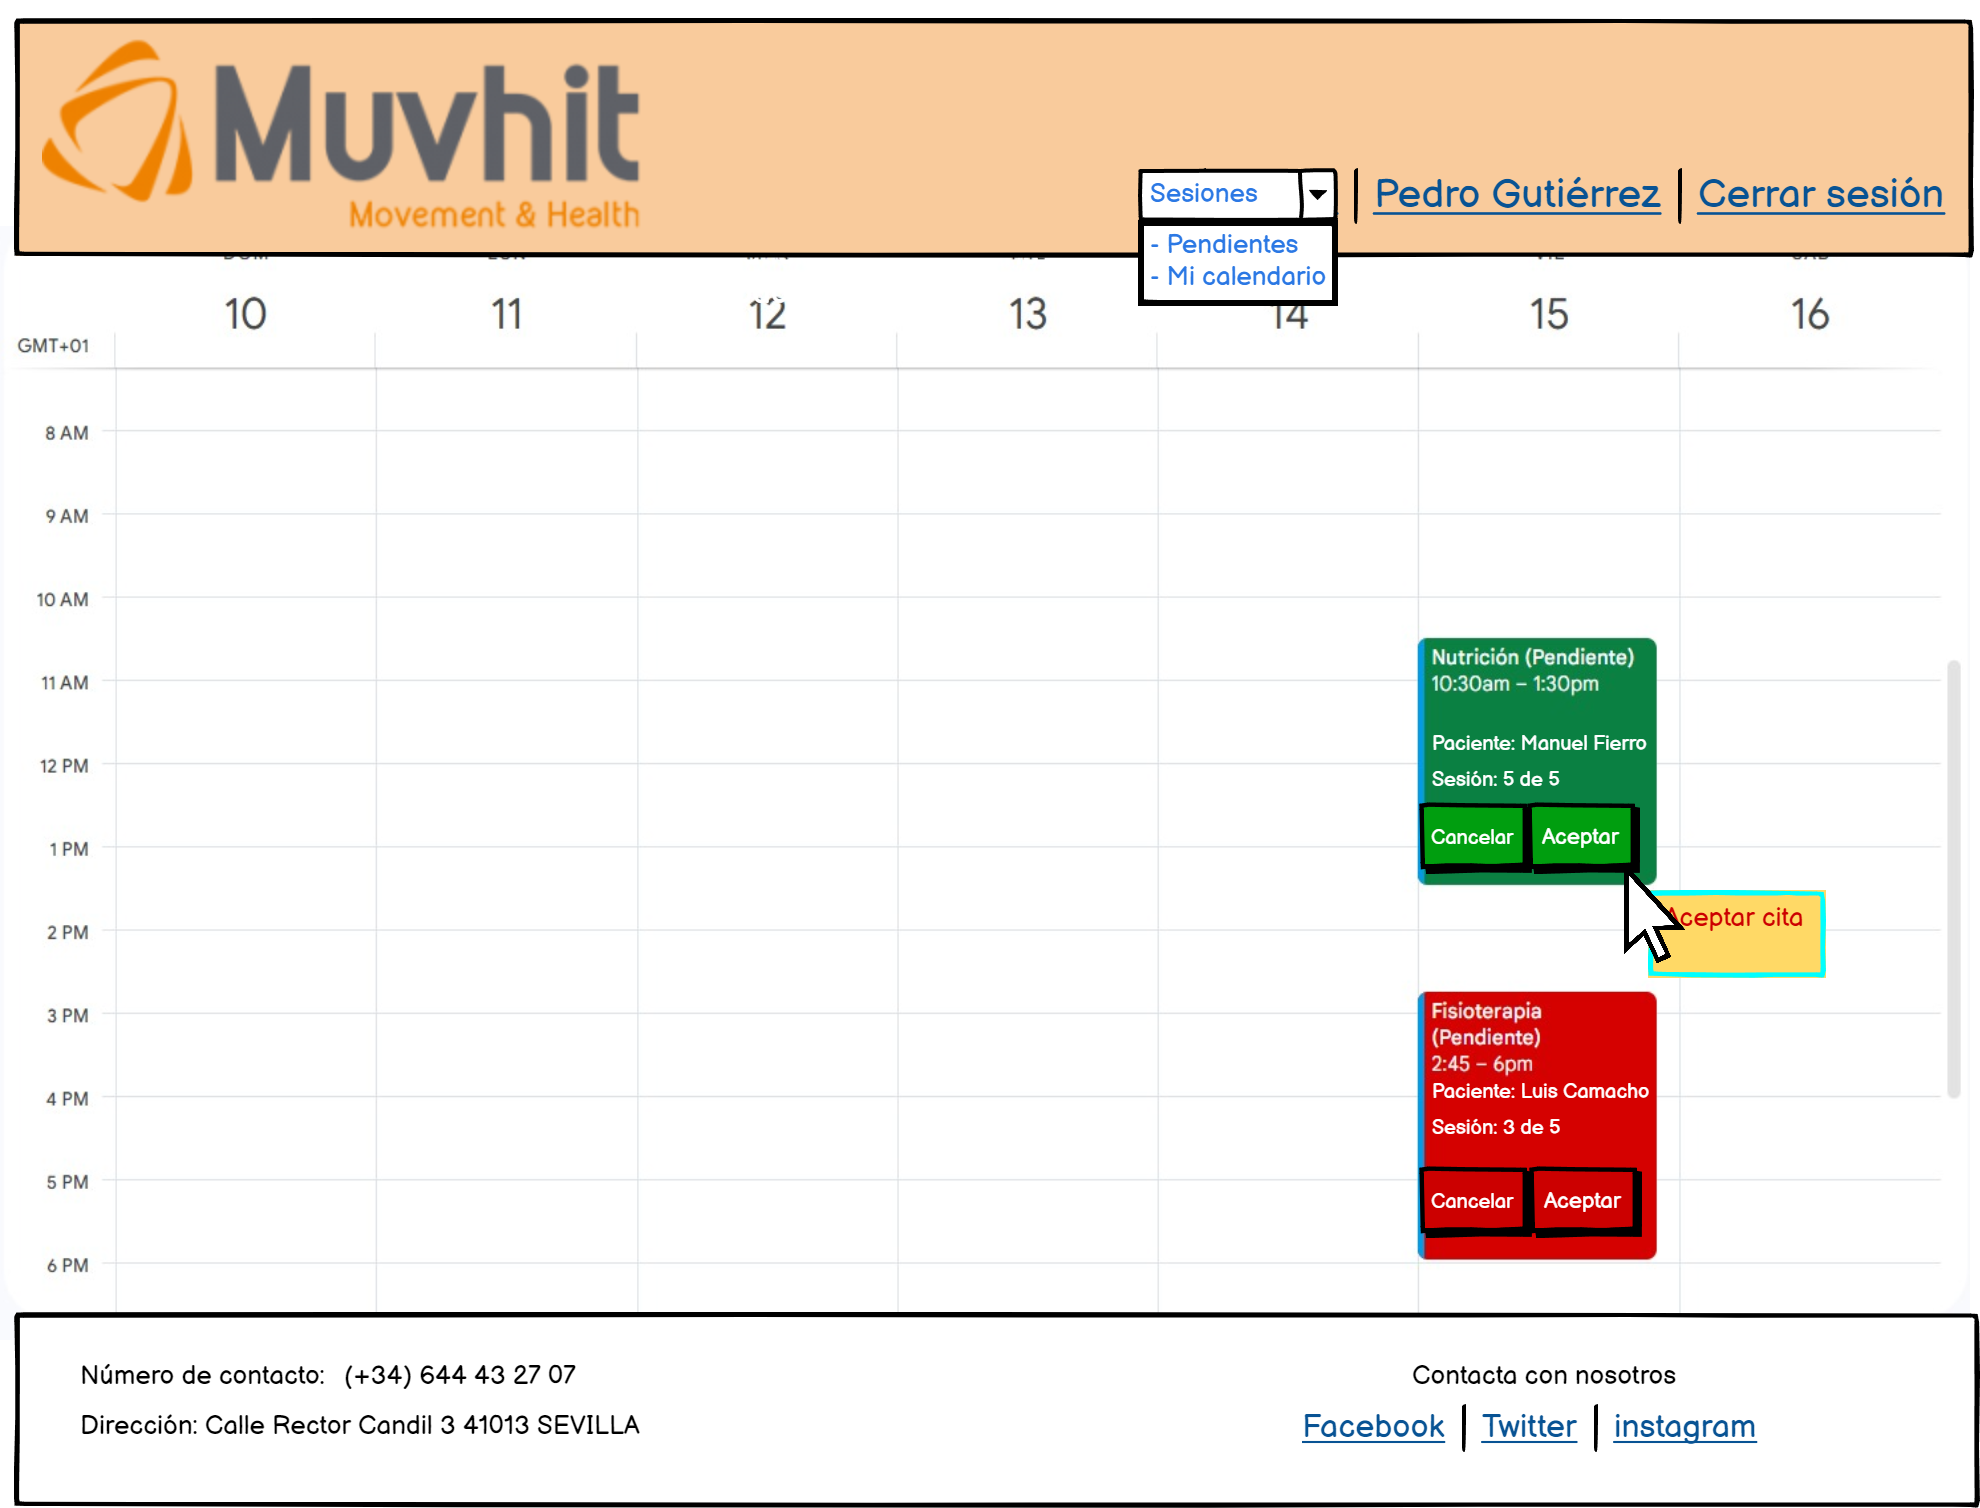 Muvhit
Movement & Health
Sesiones
Pedro Gutiérrez
Cerrar sesión
- Pendientes
- Mi calendario
10
11
12
13
14
15
16
GMT+01
8 AM
9 AM
10 AM
11 AM
12 PM
1 PM
2 PM
3 PM
4 PM
5 PM
6 PM
Nutrición (Pendiente)
10:30am – 1:30pm
Paciente: Manuel Fierro
Sesión: 5 de 5
Cancelar
Aceptar
Aceptar cita
Fisioterapia
(Pendiente)
2:45 – 6pm
Paciente: Luis Camacho
Sesión: 3 de 5
Cancelar
Aceptar
Número de contacto: (+34) 644 43 27 07
Dirección: Calle Rector Candil 3 41013 SEVILLA
Contacta con nosotros
Facebook
Twitter
instagram